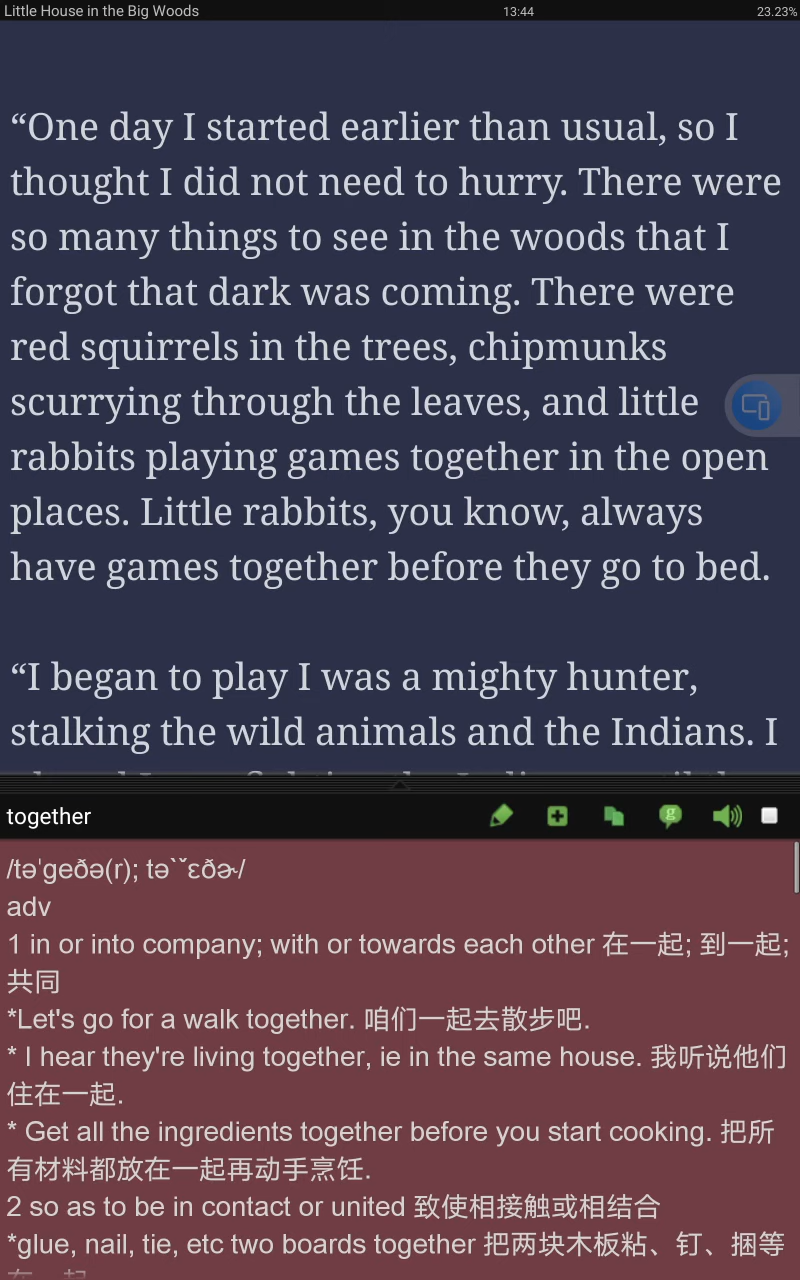 Little House in the Big Woods 13:44 23.23%
“One day I started earlier than usual, so I
thought I did not need to hurry. There were
so many things to see in the woods that I
forgot that dark was coming. There were
red squirrels in the trees, chipmunks
scurrying through the leaves, and little
rabbits playing games together in the open
places. Little rabbits, you know, always
have games together before they go to bed.
“I began to play I was a mighty hunter,
stalking the wild animals and the Indians. I
together
/tə'geðə(r); tə`ˇɛðɚ/
adv
1 in or into company; with or towards each other 在一起; 到一起;
共同
*Let's go for a walk together. 咱们一起去散步吧.
* I hear they're living together, ie in the same house. 我听说他们
住在一起.
* Get all the ingredients together before you start cooking. 把所
有材料都放在一起再动手烹饪.
2 so as to be in contact or united 致使相接触或相结合
*glue, nail, tie, etc two boards together 把两块木板粘、钉、捆等